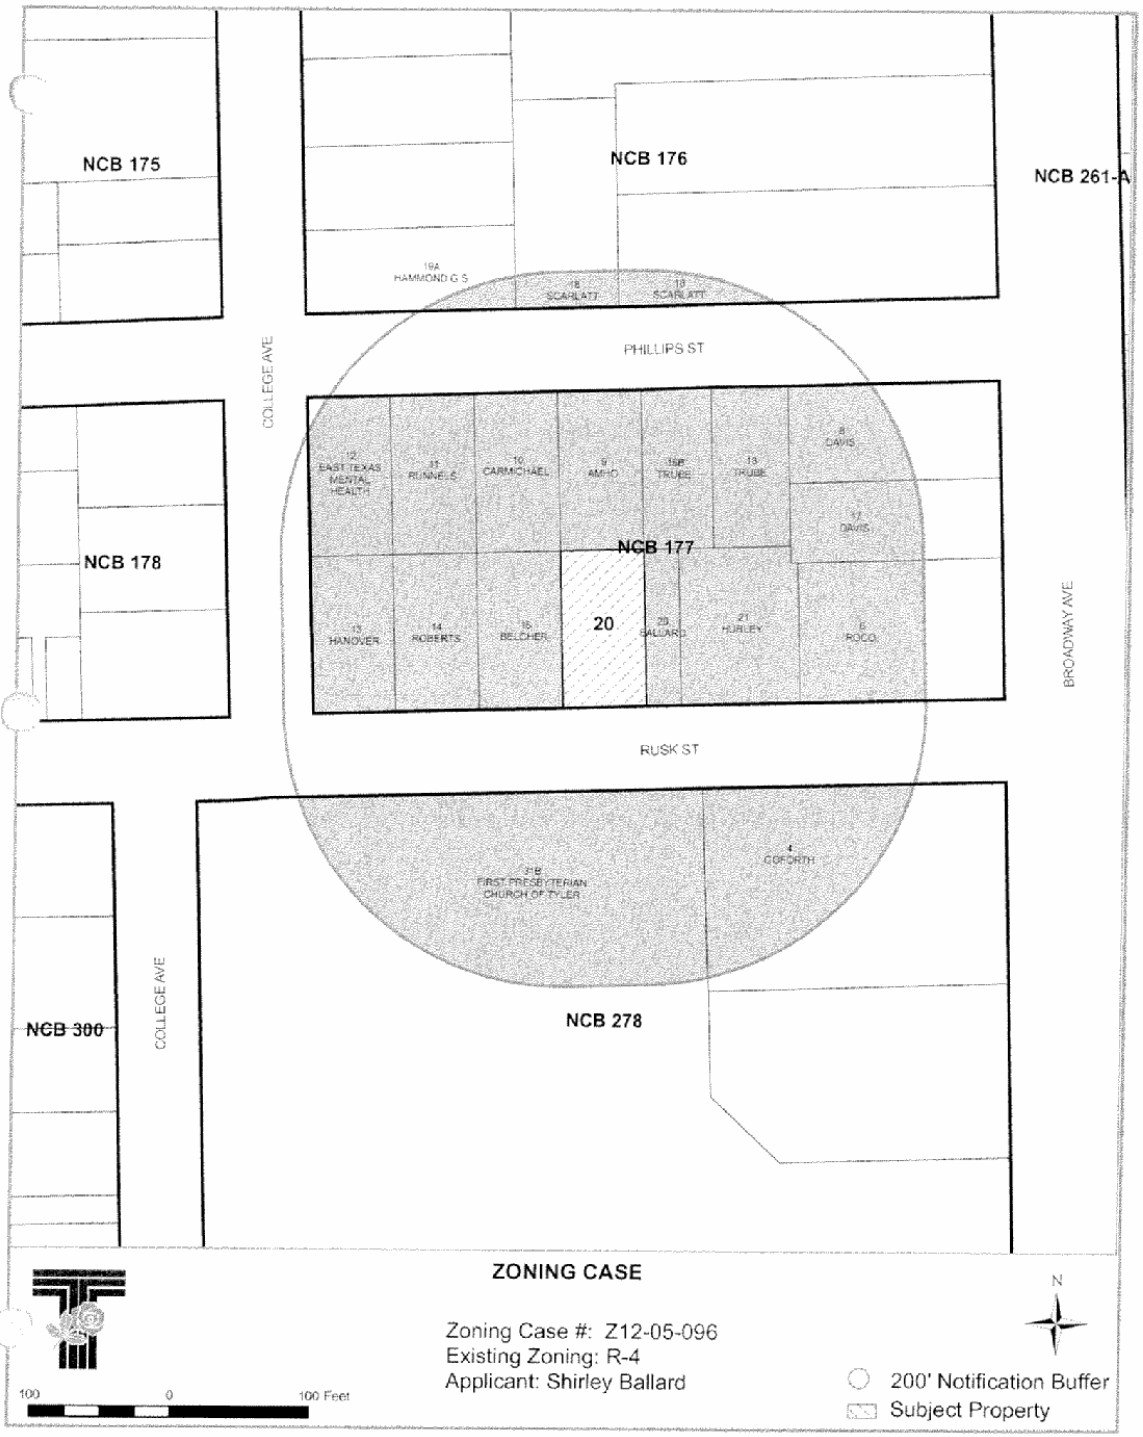 NCB 175
NCB 176
NCB 261-A
19A
HAMMOND G S
18
SCARLATT
SCARLATT
COLLEGE AVE
PHILLIPS ST
12
EAST TEXAS
MENTAL
HEALTH
11
RUNNELS
10
CARMICHAEL
9
AMHO
16B
TRUBE
TRUBE
8
DAVIS
17
DAVIS
NCB 177
NCB 178
13
HANOVER
14
ROBERTS
15
BELCHER
20
20
BALLARD
21
HURLEY
6
ROCO
BROADWAY AVE
RUSK ST
31B
FIRST PRESBYTERIAN
CHURCH OF TYLER
4
GOFORTH
COLLEGE AVE
NCB 300
NCB 278
ZONING CASE
Zoning Case #: Z12-05-096
Existing Zoning: R-4
Applicant: Shirley Ballard
N
200' Notification Buffer
Subject Property
100 0 100 Feet